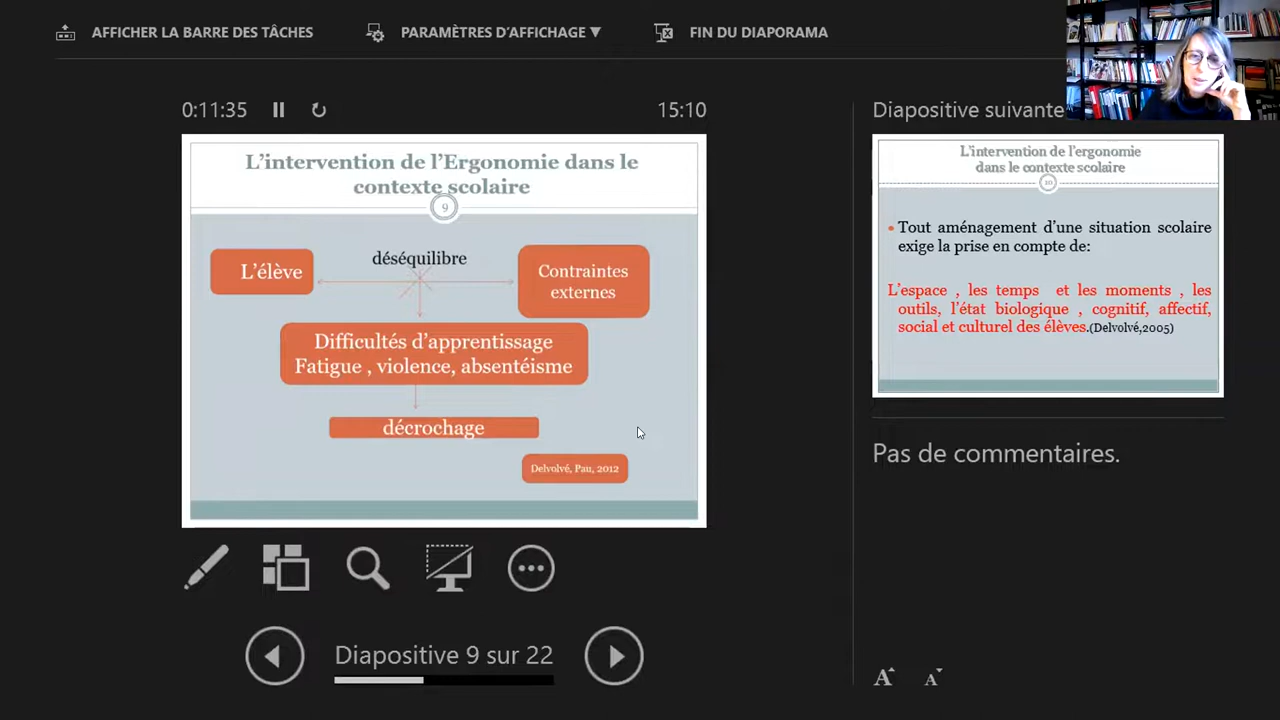 AFFICHER LA BARRE DES TÂCHES
PARAMÈTRES D'AFFICHAGE ▼
FIN DU DIAPORAMA
0:11:35
15:10
L'intervention de l'Ergonomie dans le
contexte scolaire
9
L'élève
déséquilibre
Contraintes
externes
Difficultés d'apprentissage
Fatigue , violence, absentéisme
décrochage
Delvolvé, Pau, 2012
Diapositive 9 sur 22
Diapositive suivante
L'intervention de l'ergonomie
dans le contexte scolaire
10
• Tout aménagement d'une situation scolaire
exige la prise en compte de:
L'espace , les temps et les moments , les
outils, l'état biologique , cognitif, affectif,
social et culturel des élèves.(Delvolvé,2005)
Pas de commentaires.
A A